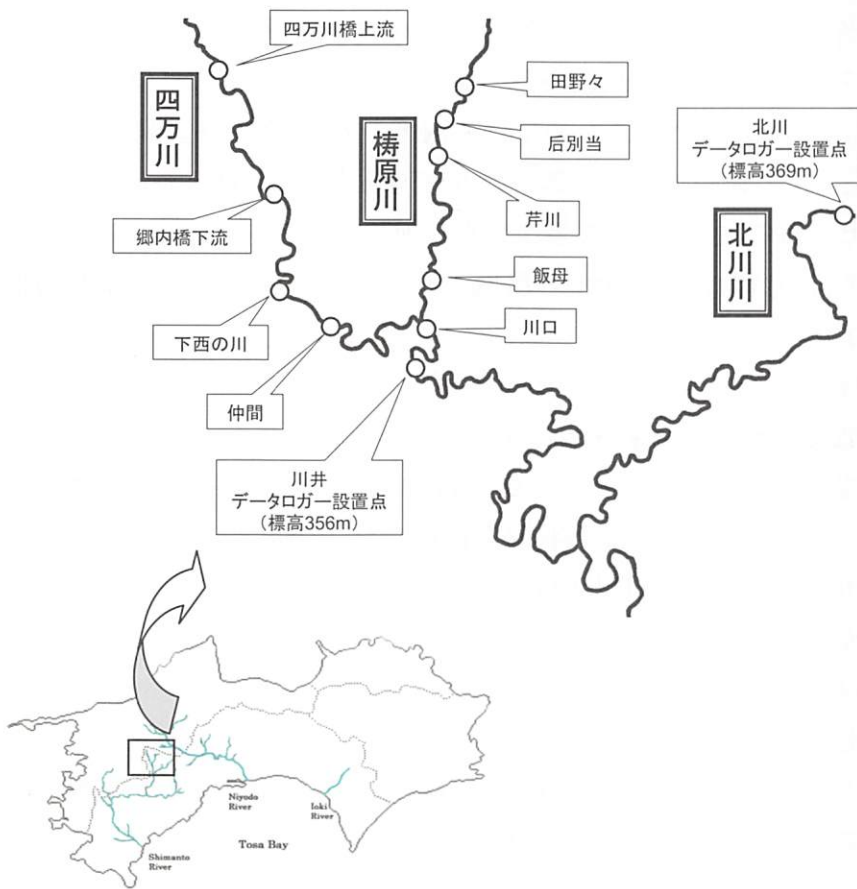 四万川橋上流
四万川
梼原川
田野々
后別当
芹川
飯母
川口
北川
データロガー設置点
(標高369m)
北川川
郷内橋下流
下西の川
仲間
川井
データロガー設置点
(標高356m)
Niyodo
River
Ioki
River
Tosa Bay
Shimanto
River